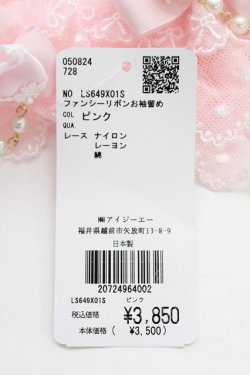 050824
728
NO LS649X01S
ファンシーリボンお袖留め
COL ピンク
QUA.
レース ナイロン
レーヨン
綿
㈱アイジーエー
福井県越前市矢放町13-8-9
日本製
20724964002
LS649X01S ピンク
税込価格 ¥3,850
本体価格 ( ¥3,500)